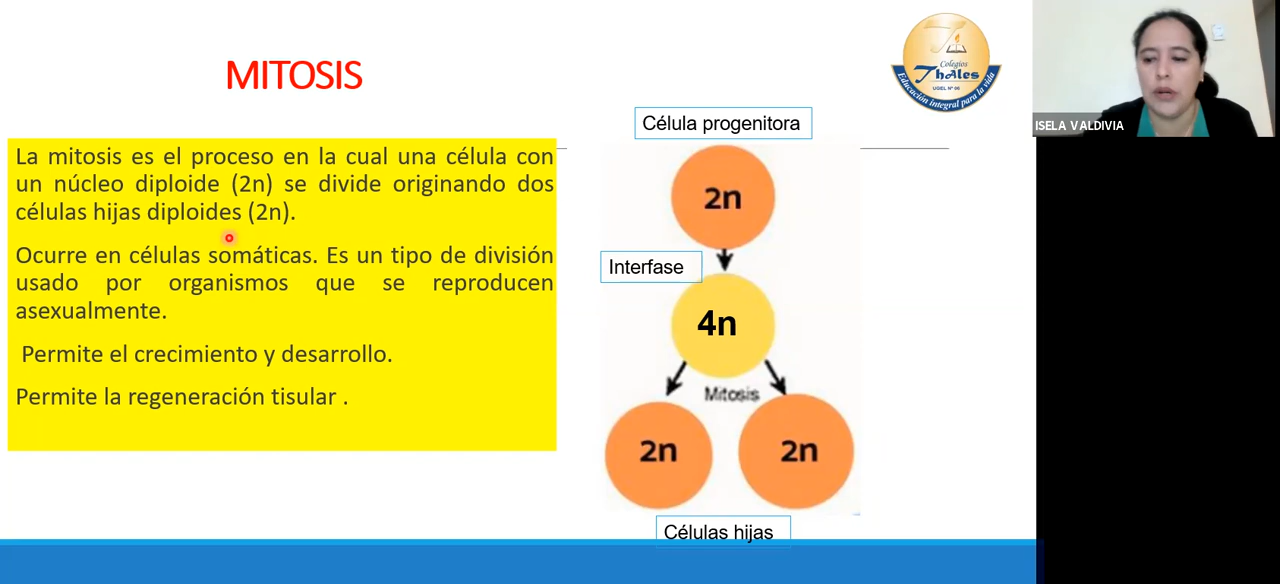 MITOSIS
La mitosis es el proceso en la cual una célula con
un núcleo diploide (2n) se divide originando dos
células hijas diploides (2n).
Ocurre en células somáticas. Es un tipo de división
usado por organismos que se reproducen
asexualmente.
Permite el crecimiento y desarrollo.
Permite la regeneración tisular .
Colegios
Thales
UGEL Nº 06
Educación integral para la vida
Célula progenitora
2n
Interfase
4n
Mitosis
2n
2n
Células hijas
ISELA VALDIVIA